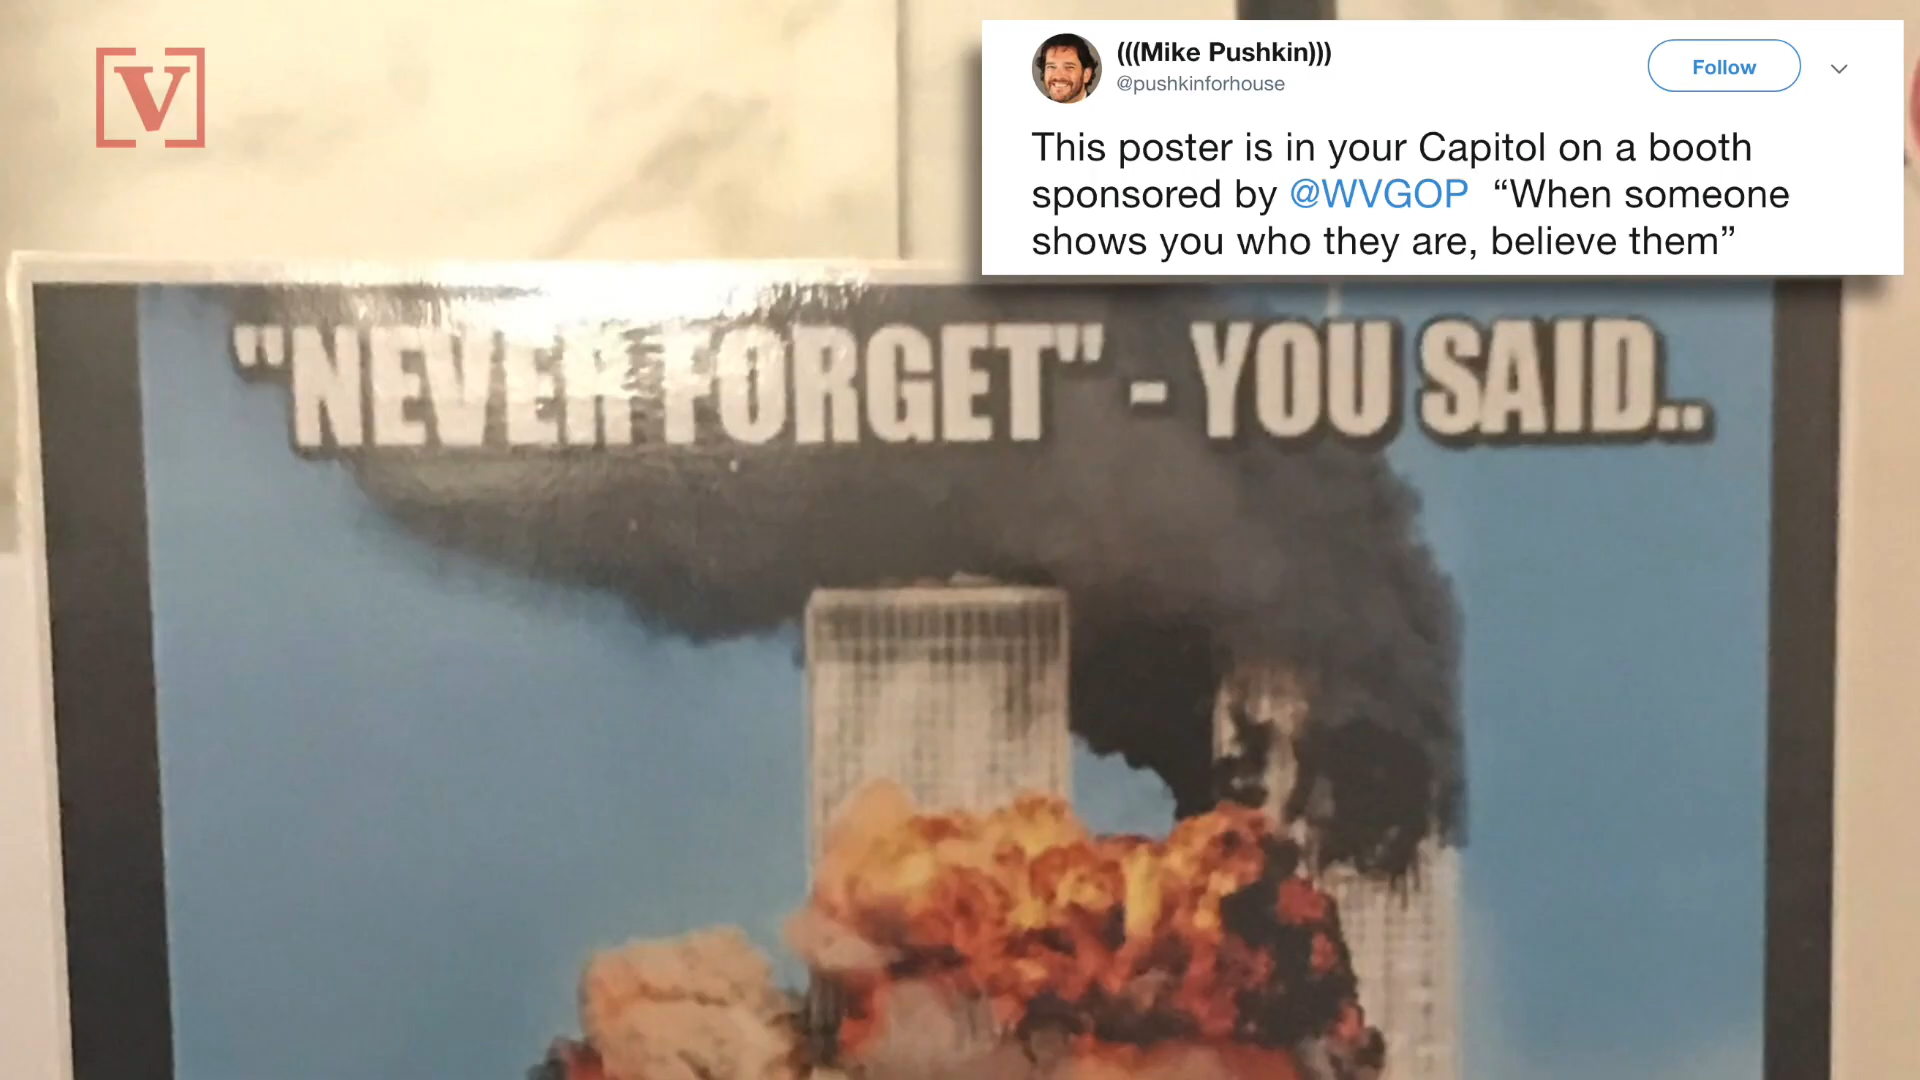 V
(((Mike Pushkin)))
@pushkinforhouse
Follow
This poster is in your Capitol on a booth
sponsored by @WVGOP “When someone
shows you who they are, believe them”
"NEVER FORGET" - YOU SAID..